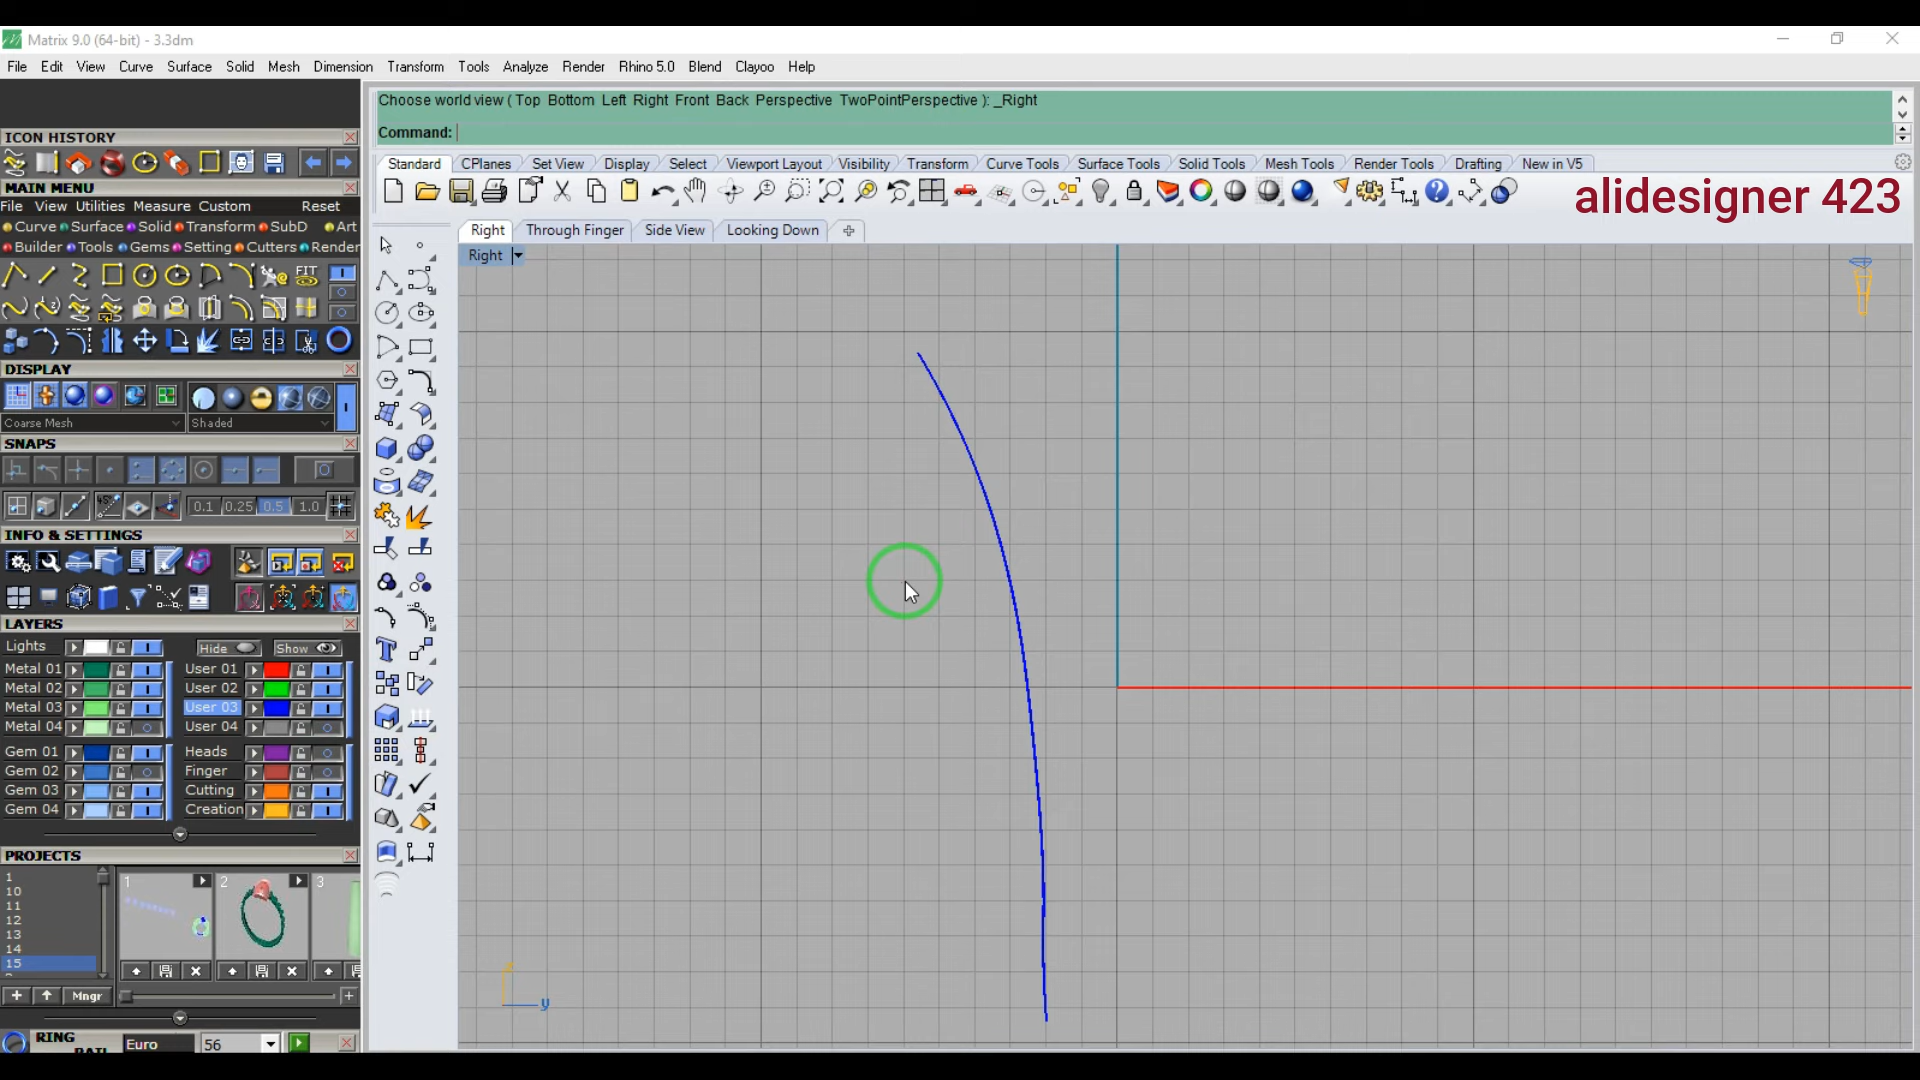 Matrix 9.0 (64-bit) - 3.3dm
File Edit View Curve Surface Solid Mesh Dimension Transform Tools Analyze Render Rhino 5.0 Blend Clayoo Help
Choose world view ( Top Bottom Left Right Front Back Perspective TwoPointPerspective ): _Right
Command:
ICON HISTORY
MAIN MENU
File View Utilities Measure Custom Reset
Curve Surface Solid Transform SubD Art
Builder Tools Gems Setting Cutters Render
FIT
DISPLAY
Coarse Mesh Shaded
SNAPS
45°
0.1 0.25 0.5 1.0
INFO & SETTINGS
LAYERS
Lights Hide Show
Metal 01 User 01
Metal 02 User 02
Metal 03 User 03
Metal 04 User 04
Gem 01 Heads
Gem 02 Finger
Gem 03 Cutting
Gem 04 Creation
PROJECTS
1
10
11
12
13
14
15
1 2 3
Mngr
RING
Euro 56
Standard CPlanes Set View Display Select Viewport Layout Visibility Transform Curve Tools Surface Tools Solid Tools Mesh Tools Render Tools Drafting New in V5
alidesigner 423
Right Through Finger Side View Looking Down
Right
y